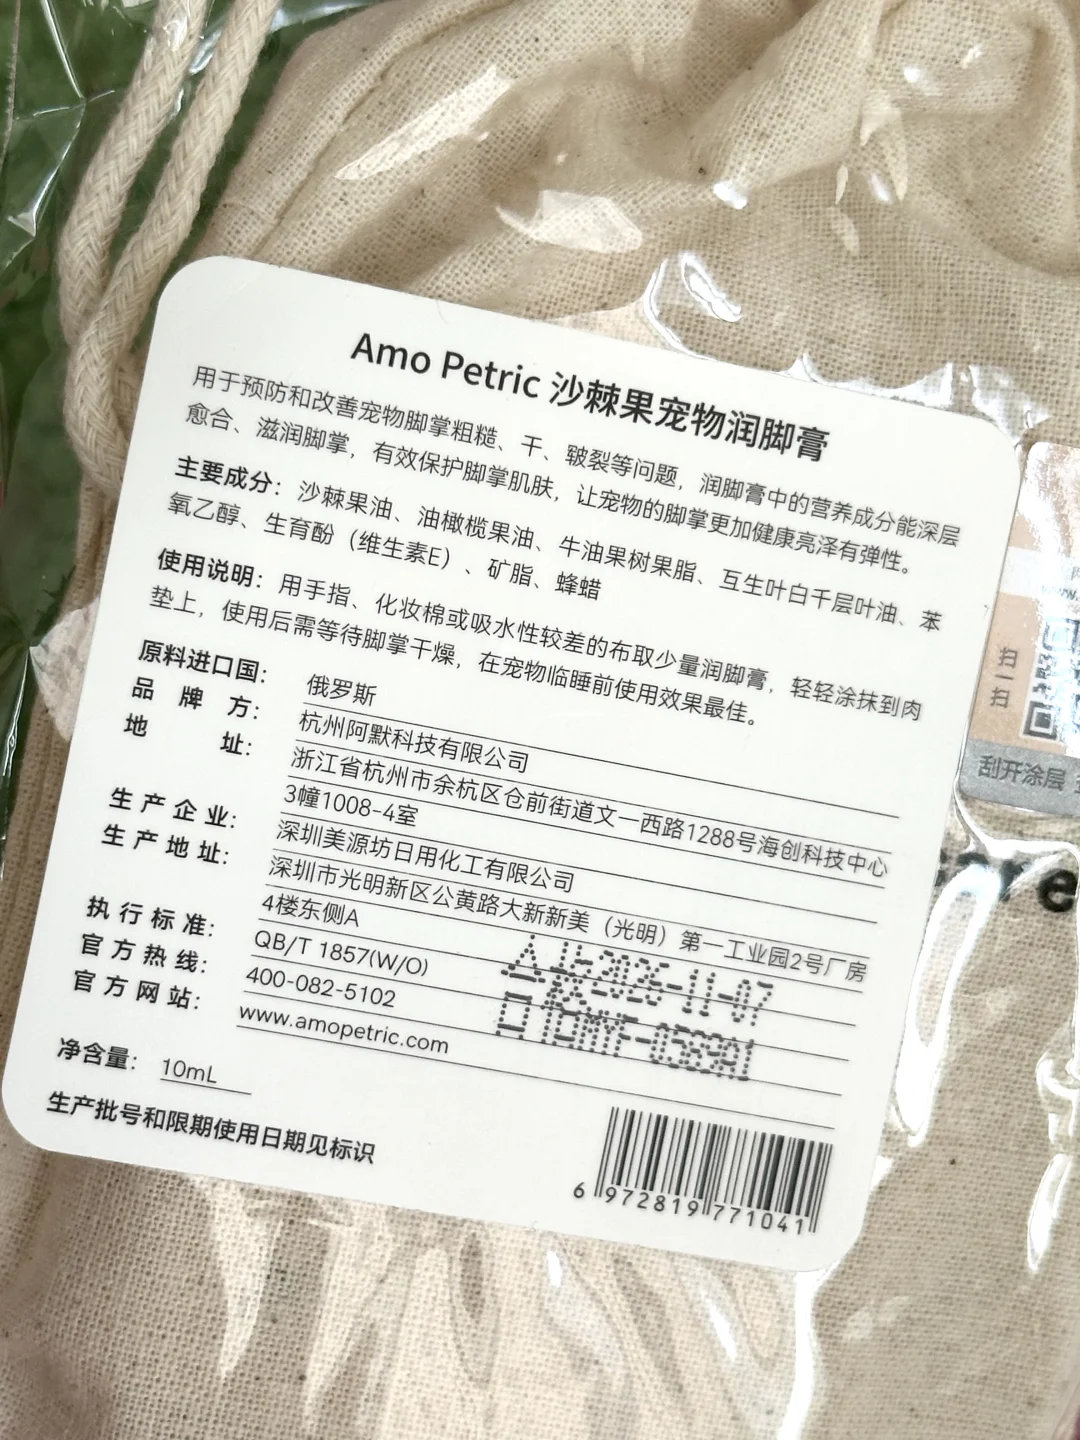 Amo Petric 沙棘果宠物润脚膏
用于预防和改善宠物脚掌粗糙、干、皲裂等问题，润脚膏中的营养成分能深层
愈合、滋润脚掌，有效保护脚掌肌肤，让宠物的脚掌更加健康亮泽有弹性。
主要成分：沙棘果油、油橄榄果油、牛油果树果脂、互生叶白千层叶油、苯
氧乙醇、生育酚（维生素E）、矿脂、蜂蜡
使用说明：用手指、化妆棉或吸水性较差的布取少量润脚膏，轻轻涂抹到肉
垫上，使用后需等待脚掌干燥，在宠物临睡前使用效果最佳。
原料进口国：俄罗斯
品牌方：杭州阿默科技有限公司
地址：浙江省杭州市余杭区仓前街道文一西路1288号海创科技中心
3幢1008-4室
生产企业：深圳美源坊日用化工有限公司
生产地址：深圳市光明新区公黄路大新新美（光明）第一工业园2号厂房
4楼东侧A
执行标准：QB/T 1857(W/O)
官方热线：400-082-5102
官方网站：www.amopetric.com
2026-11-07
净含量：10mL
生产批号和限期使用日期见标识
6 972819 771041
扫一扫
刮开涂层